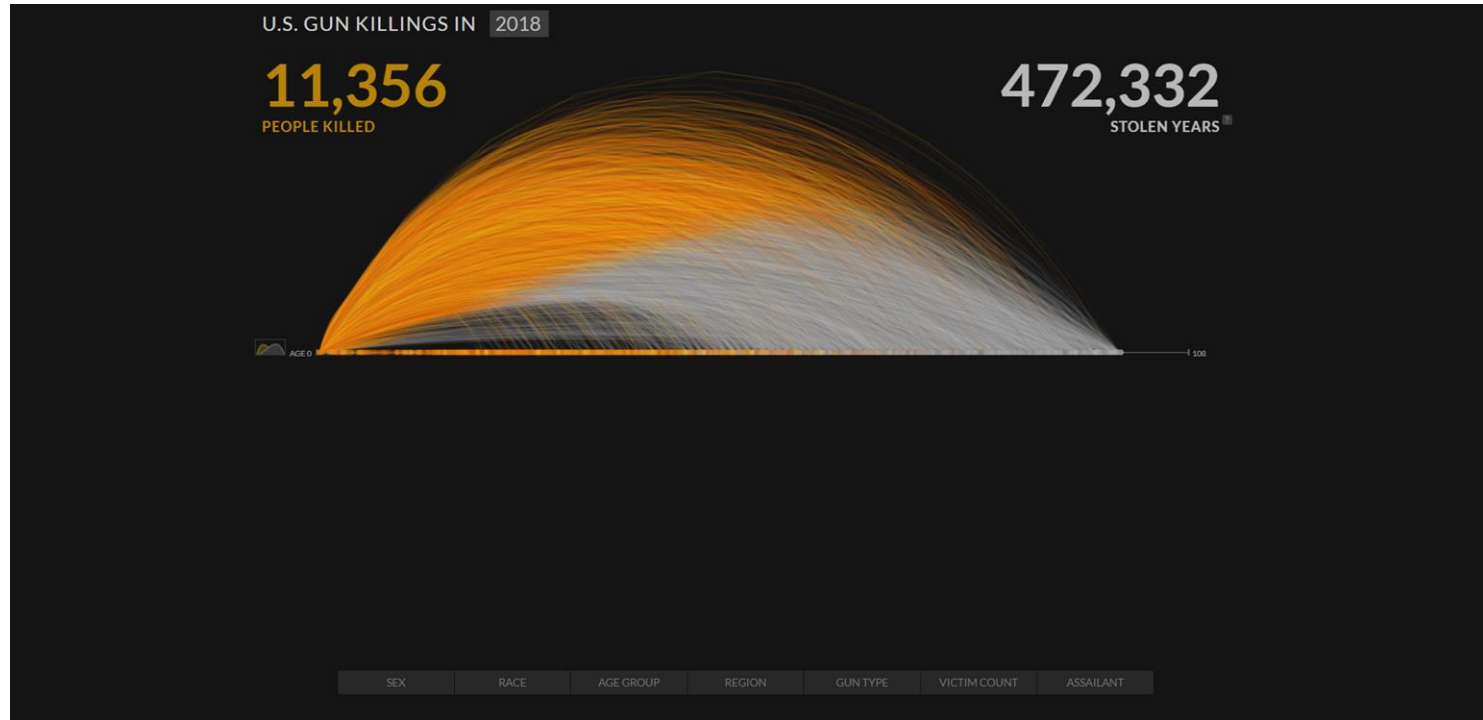 U.S. GUN KILLINGS IN 2018
11,356
PEOPLE KILLED
472,332
STOLEN YEARS ?
AGE 0
108
SEX RACE AGE GROUP REGION GUN TYPE VICTIM COUNT ASSAILANT